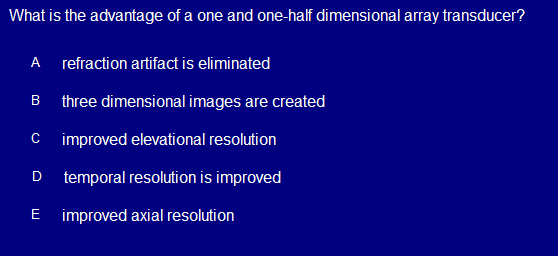 What is the advantage of a one and one-half dimensional array transducer?
A refraction artifact is eliminated
B three dimensional images are created
C improved elevational resolution
D temporal resolution is improved
E improved axial resolution